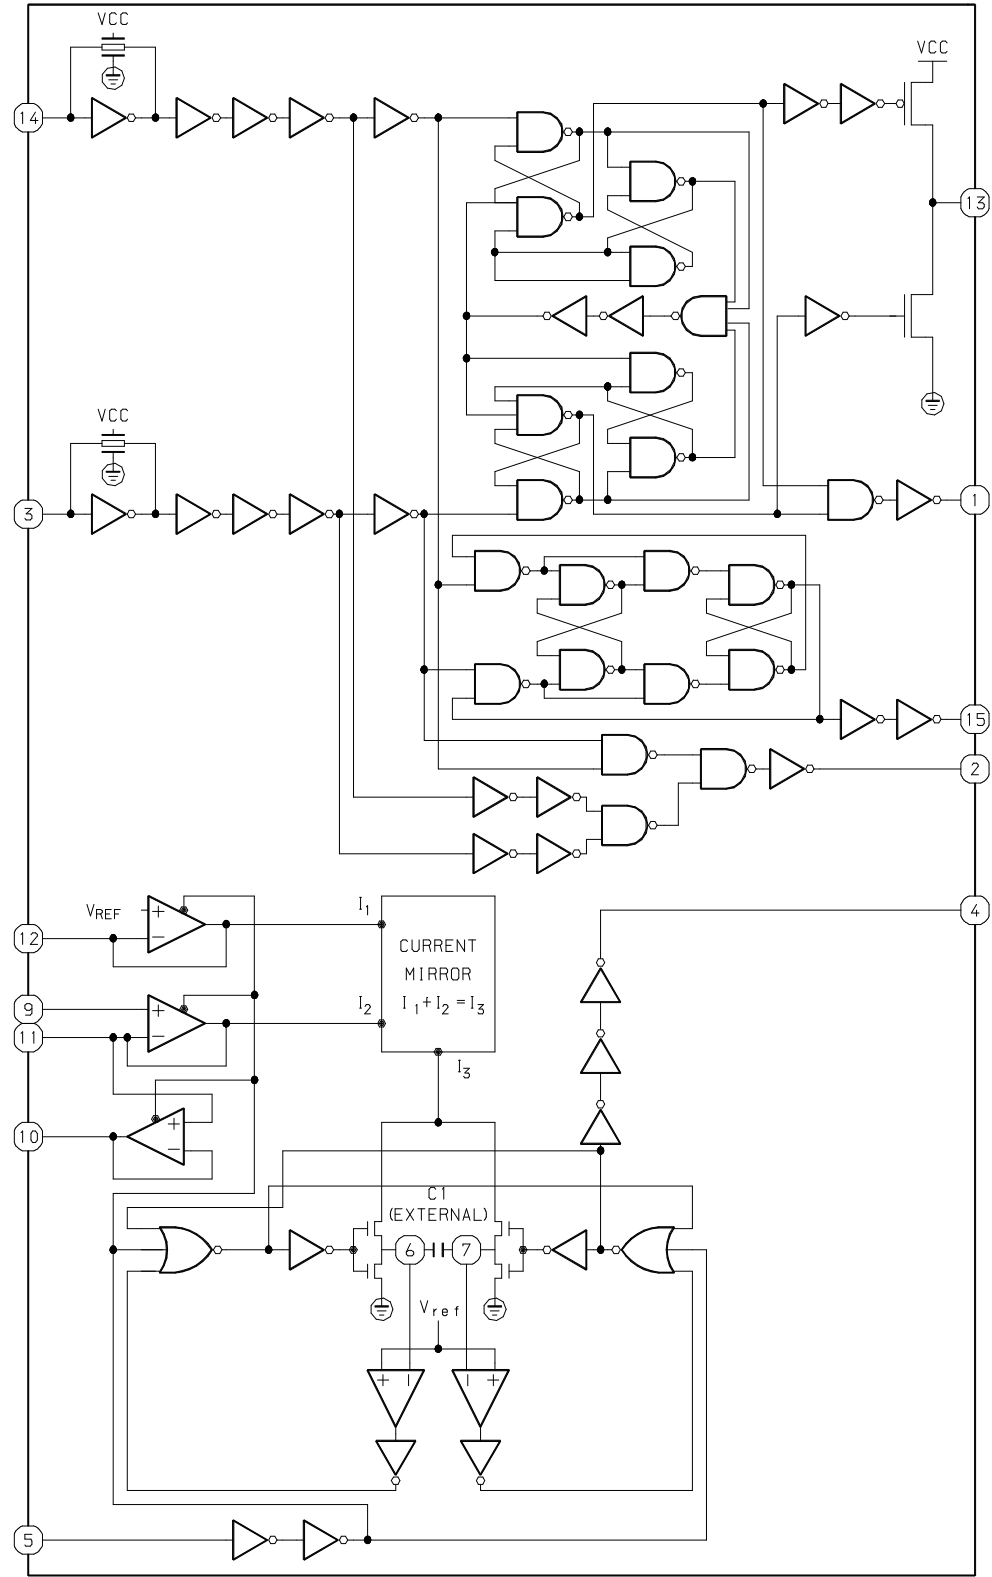 VCC
VCC
14
13
VCC
3
1
15
2
VREF
I1
4
12
CURRENT
MIRROR
I1+I2=I3
+
−
9
I2
+
−
11
I3
+
−
10
C1
(EXTERNAL)
6
7
Vref
+ − − +
5